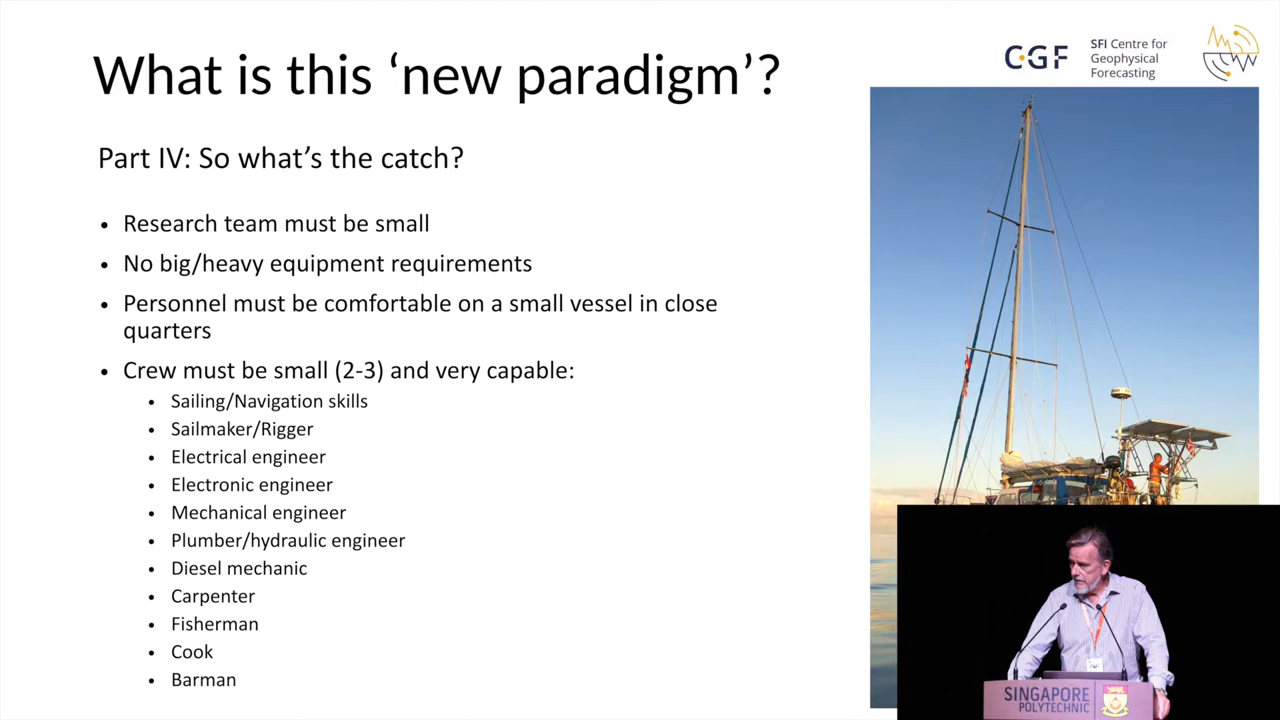 What is this ‘new paradigm’?
CGF
SFI Centre for
Geophysical
Forecasting
Part IV: So what’s the catch?
• Research team must be small
• No big/heavy equipment requirements
• Personnel must be comfortable on a small vessel in close
quarters
• Crew must be small (2-3) and very capable:
• Sailing/Navigation skills
• Sailmaker/Rigger
• Electrical engineer
• Electronic engineer
• Mechanical engineer
• Plumber/hydraulic engineer
• Diesel mechanic
• Carpenter
• Fisherman
• Cook
• Barman
SINGAPORE
POLYTECHNIC